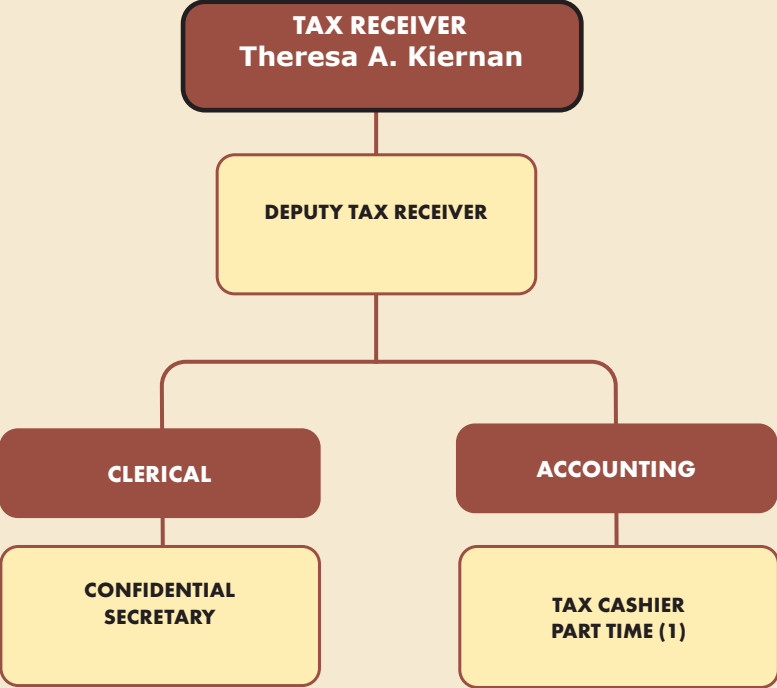 TAX RECEIVER
Theresa A. Kiernan
DEPUTY TAX RECEIVER
CLERICAL
ACCOUNTING
CONFIDENTIAL
SECRETARY
TAX CASHIER
PART TIME (1)